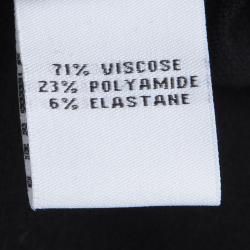 71% VISCOSE
23% POLYAMIDE
6% ELASTANE